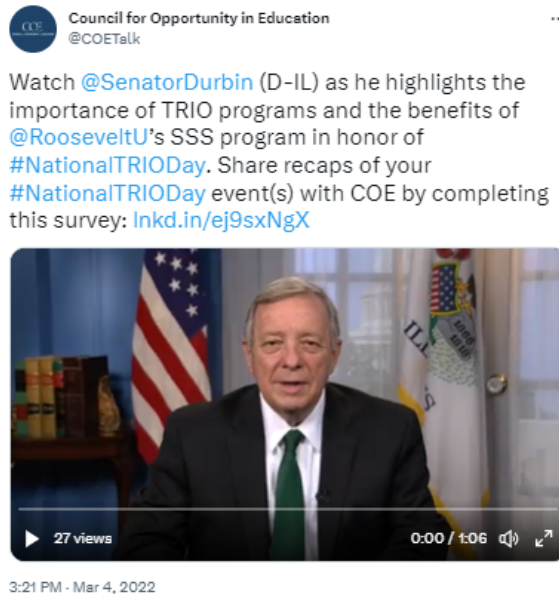 Council for Opportunity in Education
@COETalk
Watch @SenatorDurbin (D-IL) as he highlights the
importance of TRIO programs and the benefits of
@RooseveltU's SSS program in honor of
#NationalTRIODay. Share recaps of your
#NationalTRIODay event(s) with COE by completing
this survey: lnkd.in/ej9sxNgX
27 views
0:00 / 1:06
3:21 PM · Mar 4, 2022